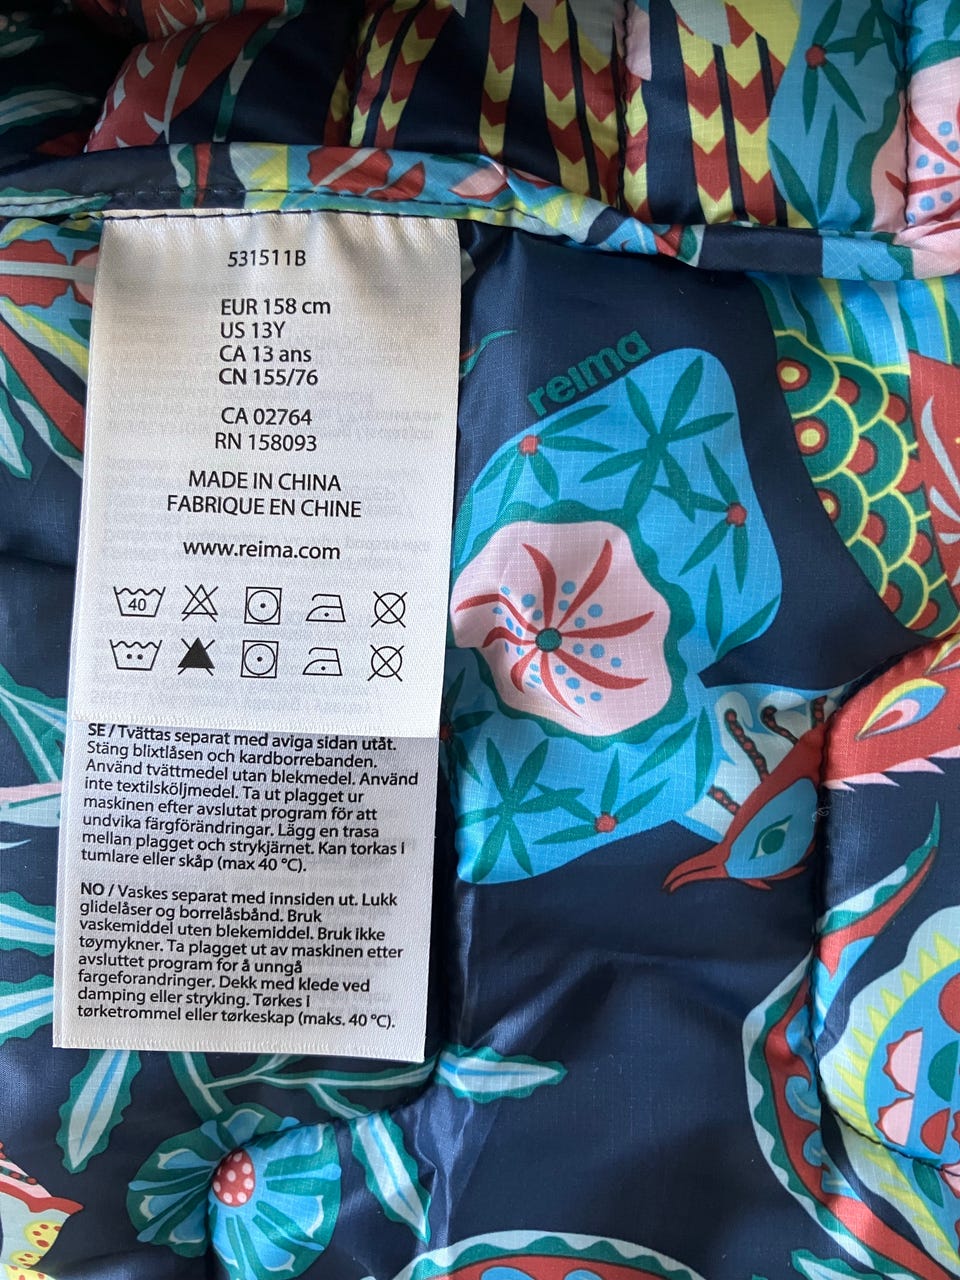 531511B
EUR 158 cm
US 13Y
CA 13 ans
CN 155/76
CA 02764
RN 158093
MADE IN CHINA
FABRIQUE EN CHINE
www.reima.com
40
reima
SE / Tvättas separat med aviga sidan utåt.
Stäng blixtlåsen och kardborrebanden.
Använd tvättmedel utan blekmedel. Använd
inte textilsköljmedel. Ta ut plagget ur
maskinen efter avslutat program för att
undvika färgförändringar. Lägg en trasa
mellan plagget och strykjärnet. Kan torkas i
tumlare eller skåp (max 40 °C).
NO / Vaskes separat med innsiden ut. Lukk
glidelåser og borrelåsbånd. Bruk
vaskemiddel uten blekemiddel. Bruk ikke
tøymykner. Ta plagget ut av maskinen etter
avsluttet program for å unngå
fargeforandringer. Dekk med klede ved
damping eller stryking. Tørkes i
tørketrommel eller tørkeskap (maks. 40 °C).